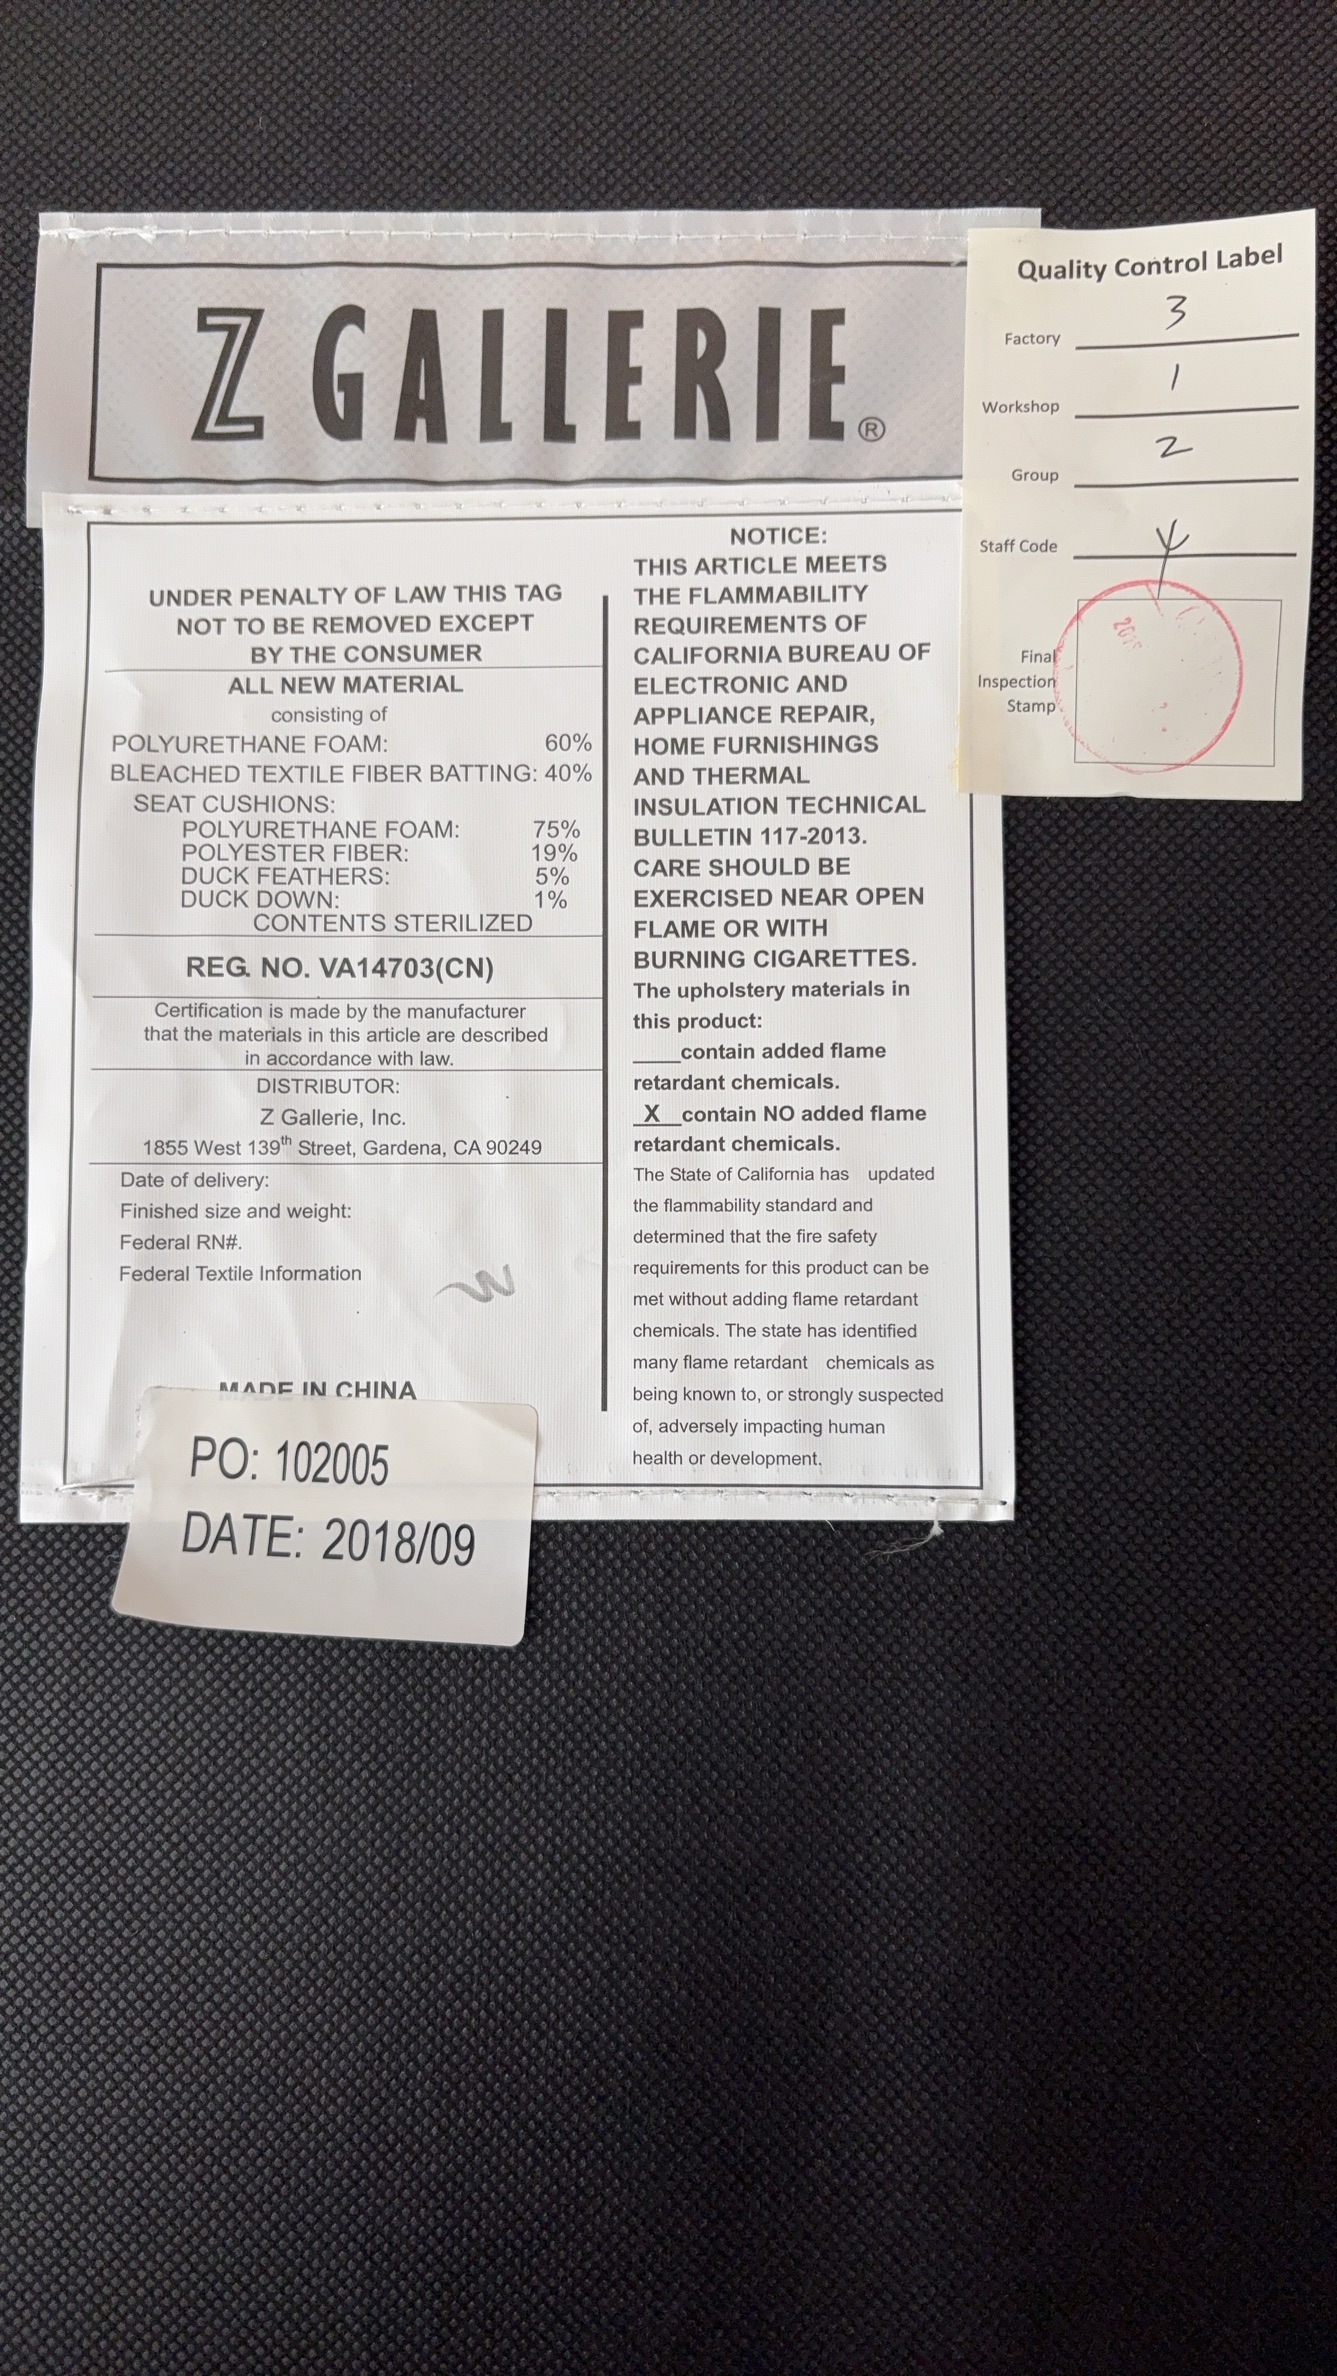 Z GALLERIE®
UNDER PENALTY OF LAW THIS TAG
NOT TO BE REMOVED EXCEPT
BY THE CONSUMER
ALL NEW MATERIAL
consisting of
POLYURETHANE FOAM: 60%
BLEACHED TEXTILE FIBER BATTING: 40%
SEAT CUSHIONS:
POLYURETHANE FOAM: 75%
POLYESTER FIBER: 19%
DUCK FEATHERS: 5%
DUCK DOWN: 1%
CONTENTS STERILIZED
REG. NO. VA14703(CN)
Certification is made by the manufacturer
that the materials in this article are described
in accordance with law.
DISTRIBUTOR:
Z Gallerie, Inc.
1855 West 139th Street, Gardena, CA 90249
Date of delivery:
Finished size and weight:
Federal RN#.
Federal Textile Information
MADE IN CHINA
PO: 102005
DATE: 2018/09
NOTICE:
THIS ARTICLE MEETS
THE FLAMMABILITY
REQUIREMENTS OF
CALIFORNIA BUREAU OF
ELECTRONIC AND
APPLIANCE REPAIR,
HOME FURNISHINGS
AND THERMAL
INSULATION TECHNICAL
BULLETIN 117-2013.
CARE SHOULD BE
EXERCISED NEAR OPEN
FLAME OR WITH
BURNING CIGARETTES.
The upholstery materials in
this product:
____contain added flame
retardant chemicals.
_X_contain NO added flame
retardant chemicals.
The State of California has updated
the flammability standard and
determined that the fire safety
requirements for this product can be
met without adding flame retardant
chemicals. The state has identified
many flame retardant chemicals as
being known to, or strongly suspected
of, adversely impacting human
health or development.
Quality Control Label
Factory 3
Workshop 1
Group 2
Staff Code
Final
Inspection
Stamp